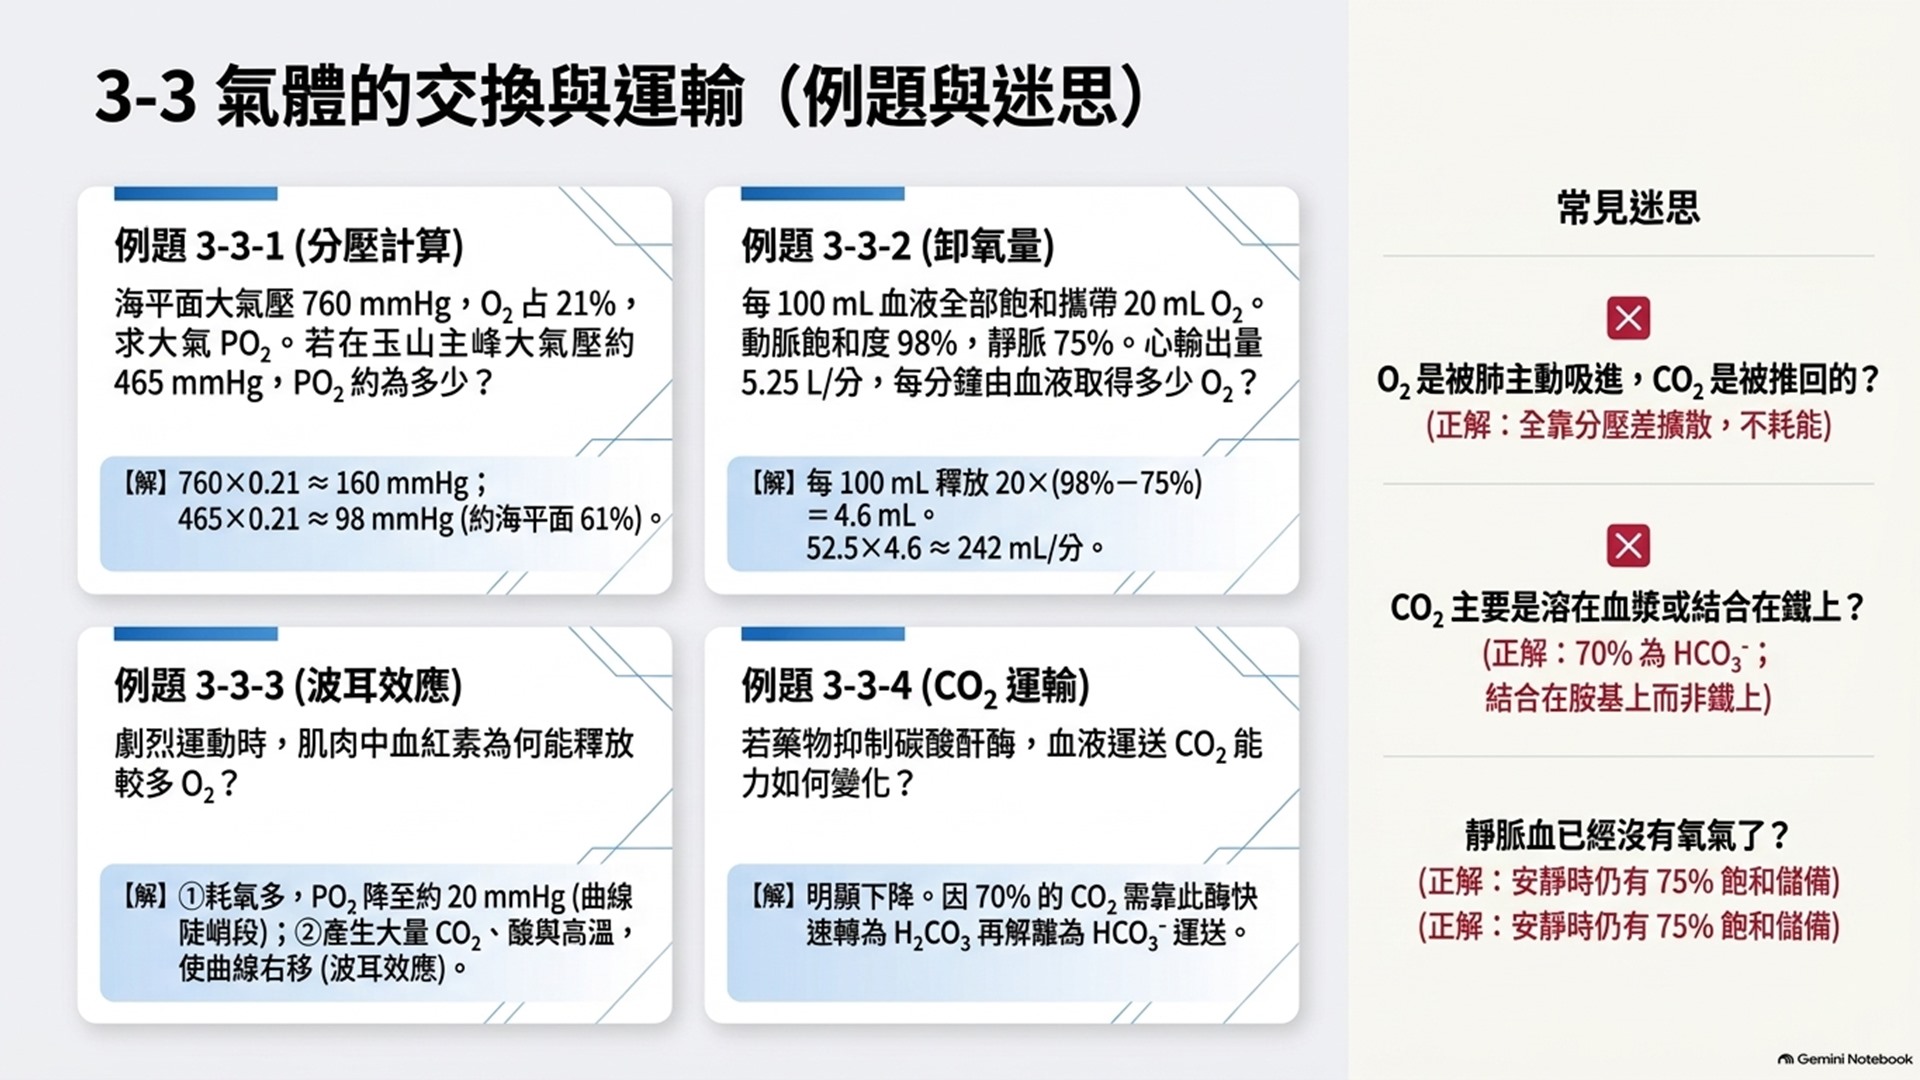 3-3 氣體的交換與運輸（例題與迷思）
例題 3-3-1 (分壓計算)
海平面大氣壓 760 mmHg，O₂ 占 21%，
求大氣 PO₂。若在玉山主峰大氣壓約
465 mmHg，PO₂ 約為多少？
【解】760×0.21 ≈ 160 mmHg；
465×0.21 ≈ 98 mmHg (約海平面 61%)。
例題 3-3-2 (卸氧量)
每 100 mL 血液全部飽和攜帶 20 mL O₂。
動脈飽和度 98%，靜脈 75%。心輸出量
5.25 L/分，每分鐘由血液取得多少 O₂？
【解】每 100 mL 釋放 20×(98%－75%)
＝4.6 mL。
52.5×4.6 ≈ 242 mL/分。
例題 3-3-3 (波耳效應)
劇烈運動時，肌肉中血紅素為何能釋放
較多 O₂？
【解】①耗氧多，PO₂ 降至約 20 mmHg (曲線
陡峭段)；②產生大量 CO₂、酸與高溫，
使曲線右移 (波耳效應)。
例題 3-3-4 (CO₂ 運輸)
若藥物抑制碳酸酐酶，血液運送 CO₂ 能
力如何變化？
【解】明顯下降。因 70% 的 CO₂ 需靠此酶快
速轉為 H₂CO₃ 再解離為 HCO₃⁻ 運送。
常見迷思
O₂ 是被肺主動吸進，CO₂ 是被推回的？
(正解：全靠分壓差擴散，不耗能)
CO₂ 主要是溶在血漿或結合在鐵上？
(正解：70% 為 HCO₃⁻；
結合在胺基上而非鐵上)
靜脈血已經沒有氧氣了？
(正解：安靜時仍有 75% 飽和儲備)
(正解：安靜時仍有 75% 飽和儲備)
Gemini Notebook